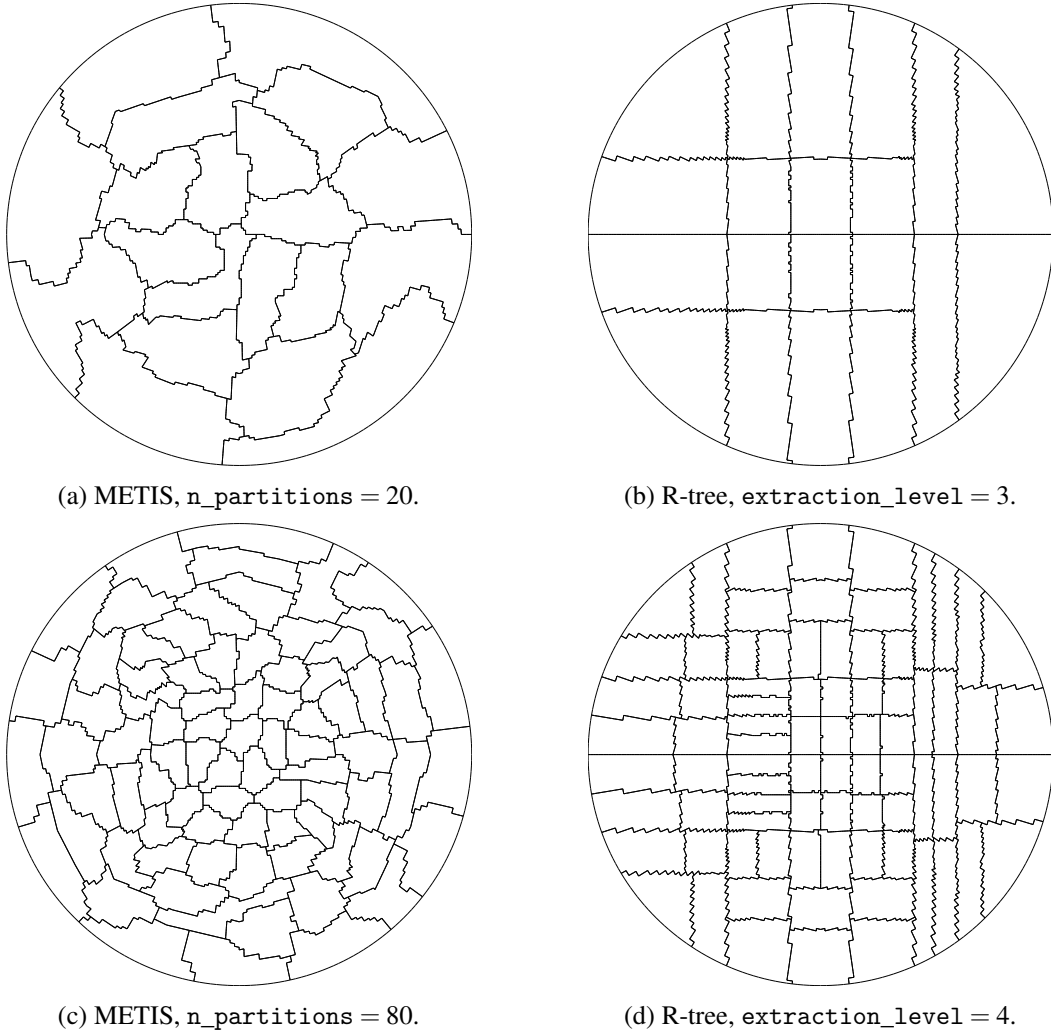 (a) METIS, n_partitions = 20.
(b) R-tree, extraction_level = 3.
(c) METIS, n_partitions = 80.
(d) R-tree, extraction_level = 4.